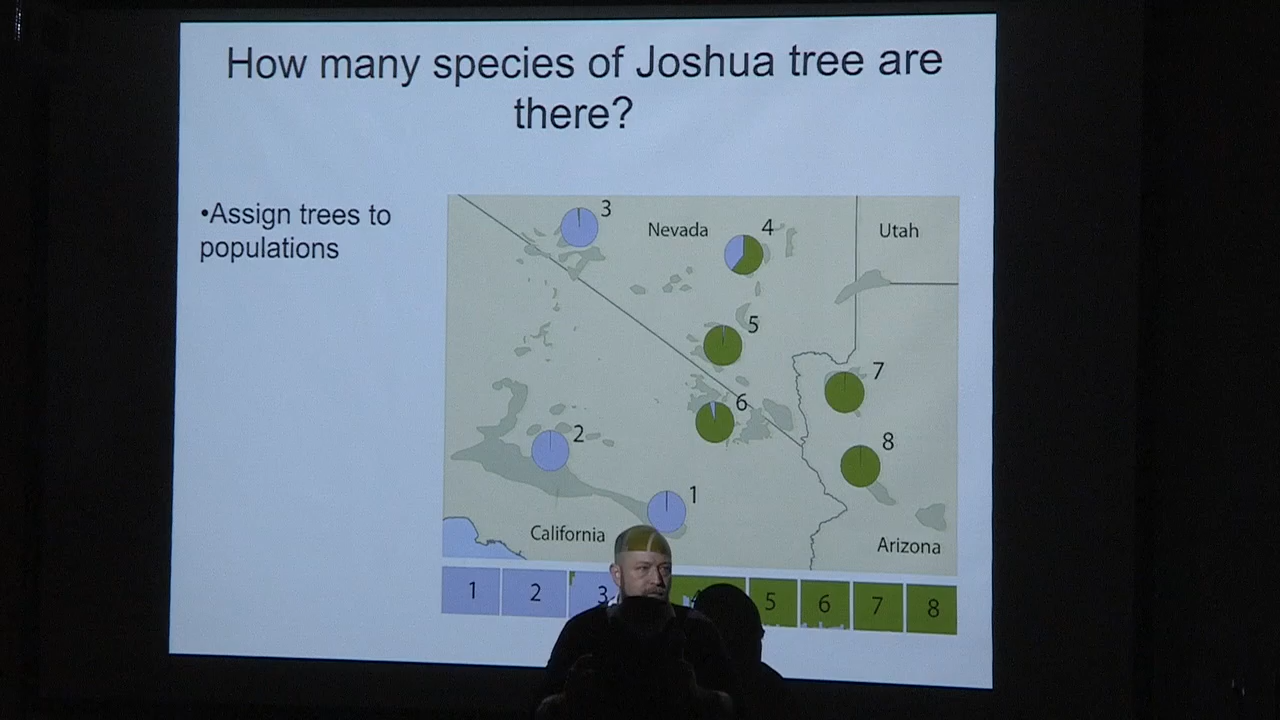 How many species of Joshua tree are
there?
•Assign trees to
populations
3
Nevada
4
Utah
5
7
6
2
8
1
California
Arizona
1 2 3 4 5 6 7 8